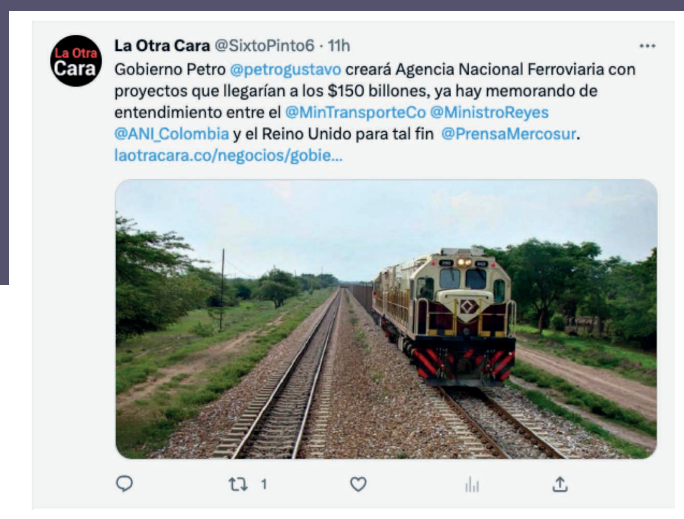 La Otra
Cara
La Otra Cara @SixtoPinto6 · 11h
Gobierno Petro @petrogustavo creará Agencia Nacional Ferroviaria con
proyectos que llegarían a los $150 billones, ya hay memorando de
entendimiento entre el @MinTransporteCo @MinistroReyes
@ANI_Colombia y el Reino Unido para tal fin @PrensaMercosur.
laotracara.co/negocios/gobie...
1